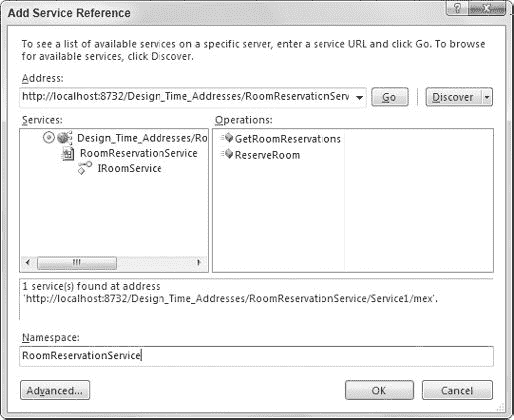 Add Service Reference
To see a list of available services on a specific server, enter a service URL and click Go. To browse
for available services, click Discover.
Address:
http://localhost:8732/Design_Time_Addresses/RoomReservationServ
Go
Discover
Services:
Operations:
Design_Time_Addresses/Ro
RoomReservationService
IRoomService
GetRoomReservations
ReserveRoom
1 service(s) found at address
'http://localhost:8732/Design_Time_Addresses/RoomReservationService/Service1/mex'.
Namespace:
RoomReservationService
Advanced...
OK
Cancel